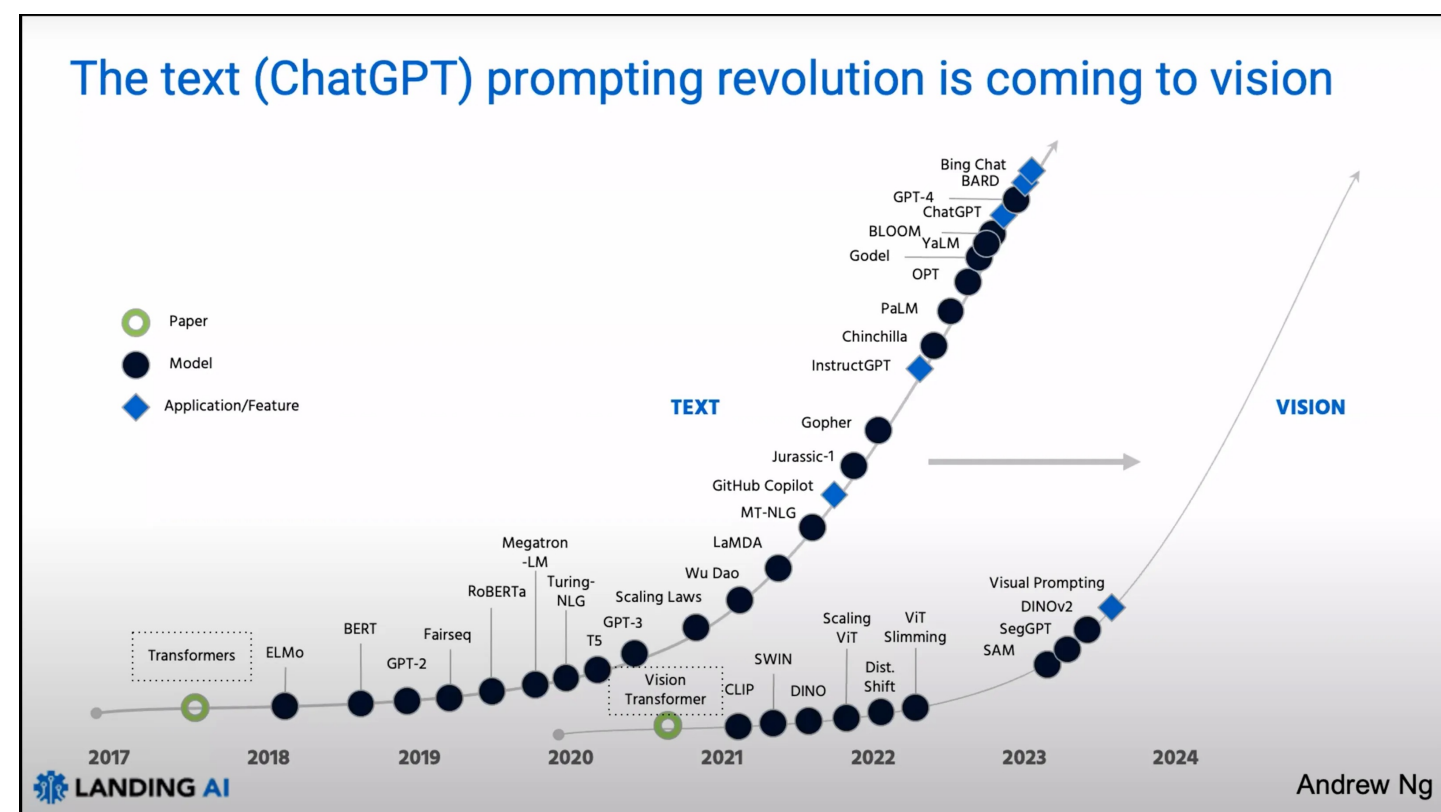 The text (ChatGPT) prompting revolution is coming to vision
Bing Chat
BARD
GPT-4
ChatGPT
BLOOM
YaLM
Godel
OPT
PaLM
Chinchilla
InstructGPT
Paper
Model
Application/Feature
TEXT
VISION
Gopher
Jurassic-1
GitHub Copilot
MT-NLG
LaMDA
Wu Dao
Scaling Laws
GPT-3
T5
Turing-
NLG
Megatron
-LM
RoBERTa
Fairseq
GPT-2
BERT
ELMo
Transformers
Vision
Transformer
CLIP
SWIN
DINO
Scaling
ViT
Dist.
Shift
ViT
Slimming
Visual Prompting
DINOv2
SegGPT
SAM
2017
2018
2019
2020
2021
2022
2023
2024
LANDING AI
Andrew Ng